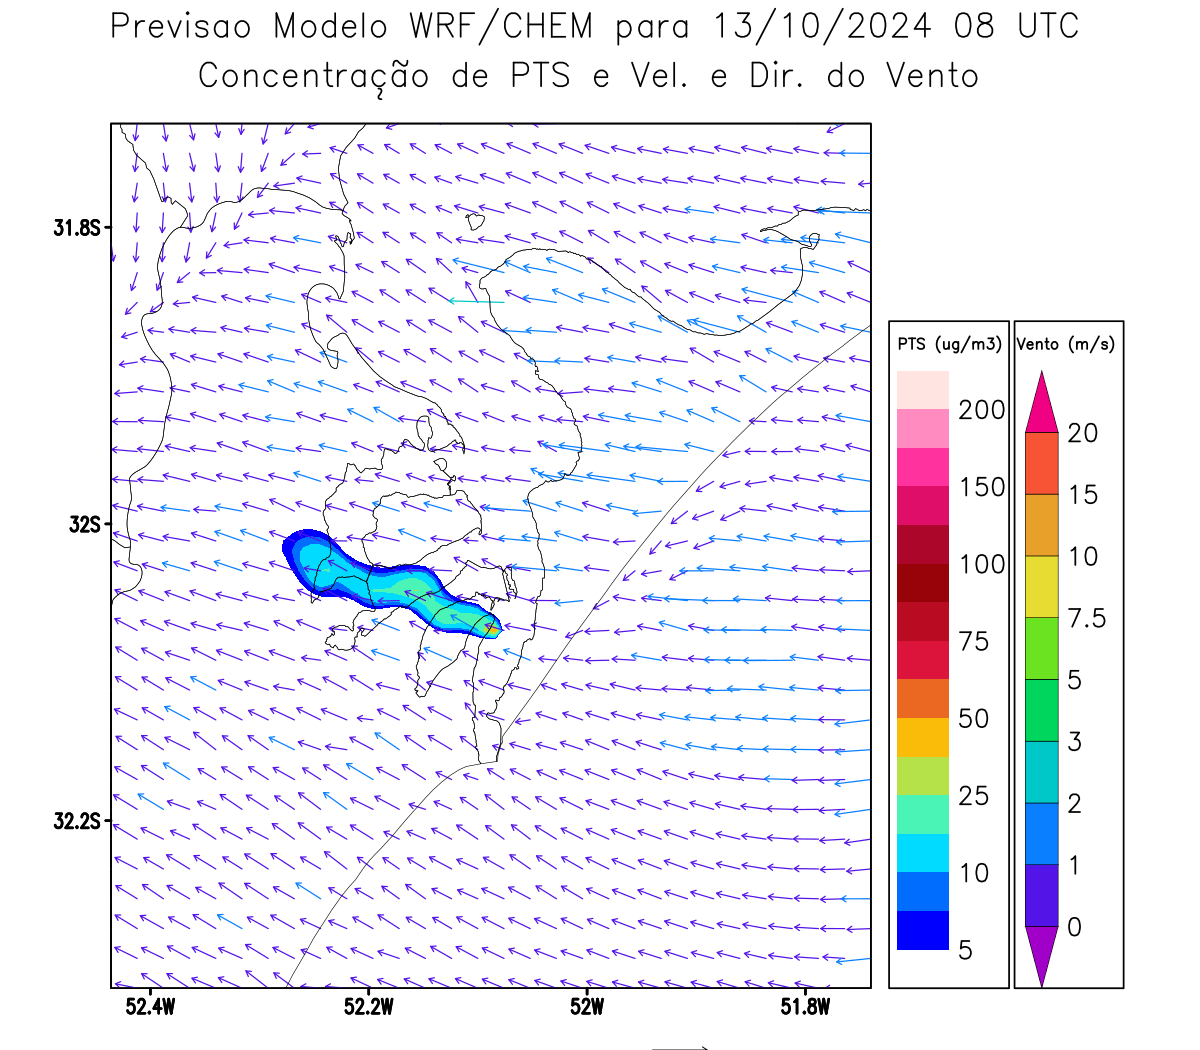 Previsao Modelo WRF/CHEM para 13/10/2024 08 UTC
Concentração de PTS e Vel. e Dir. do Vento
31.8S
32S
32.2S
52.4W
52.2W
52W
51.8W
PTS (ug/m3)
200
150
100
75
50
25
10
5
Vento (m/s)
20
15
10
7.5
5
3
2
1
0